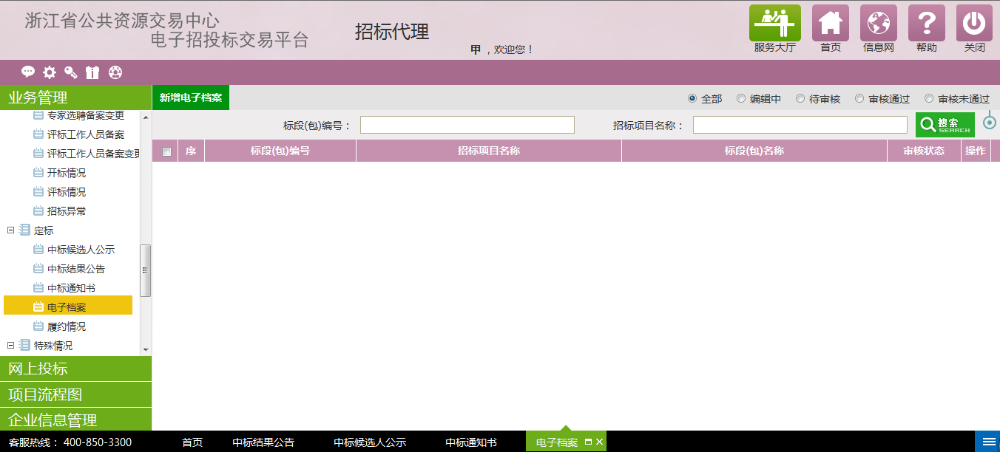 浙江省公共资源交易中心
电子招投标交易平台
招标代理
甲 ，欢迎您！
服务大厅
首页
信息网
帮助
关闭
业务管理
专家选聘备案变更
评标工作人员备案
评标工作人员备案变更
开标情况
评标情况
招标异常
定标
中标候选人公示
中标结果公告
中标通知书
电子档案
履约情况
特殊情况
网上投标
项目流程图
企业信息管理
新增电子档案
全部 编辑中 待审核 审核通过 审核未通过
标段(包)编号： 招标项目名称： 搜索 SEARCH
序 标段(包)编号 招标项目名称 标段(包)名称 审核状态 操作
客服热线： 400-850-3300 首页 中标结果公告 中标候选人公示 中标通知书 电子档案